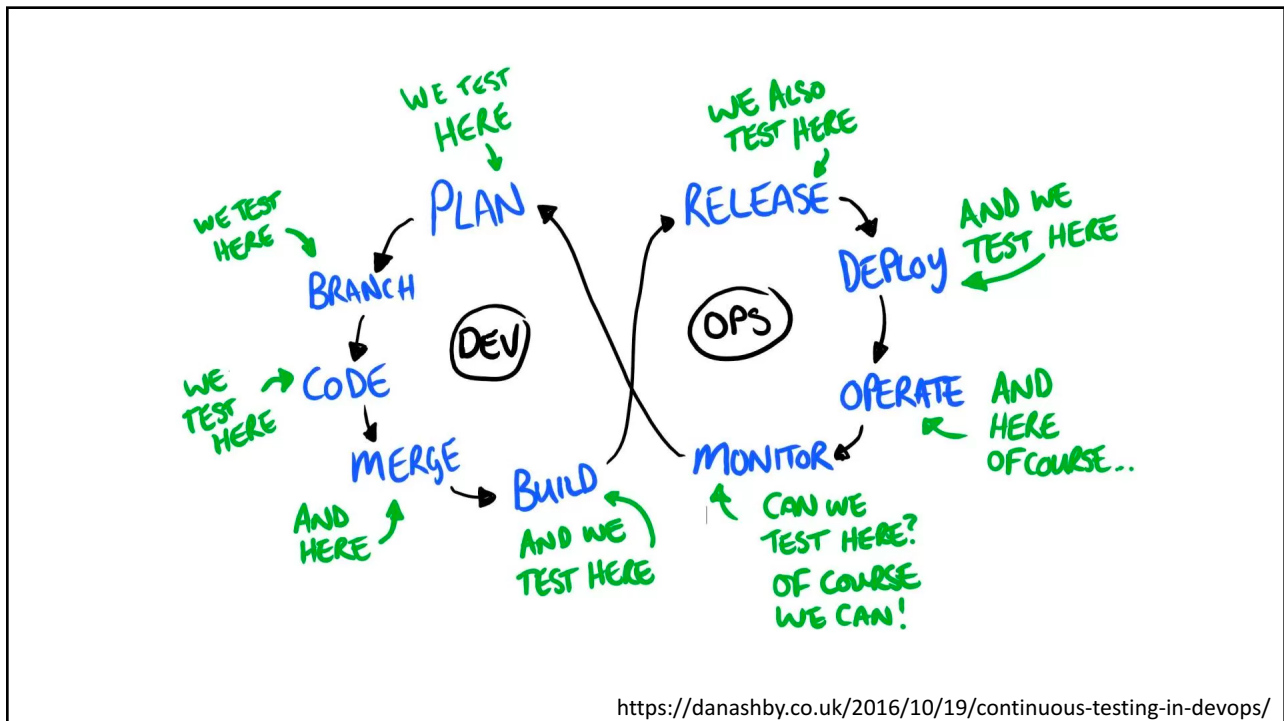 WE TEST
HERE
PLAN
WE TEST
HERE
BRANCH
WE
TEST
HERE
CODE
AND
HERE
MERGE
BUILD
AND WE
TEST HERE
DEV
WE ALSO
TEST HERE
RELEASE
AND WE
TEST HERE
DEPLOY
OPS
OPERATE
AND
HERE
OF COURSE..
MONITOR
CAN WE
TEST HERE?
OF COURSE
WE CAN!
https://danashby.co.uk/2016/10/19/continuous-testing-in-devops/